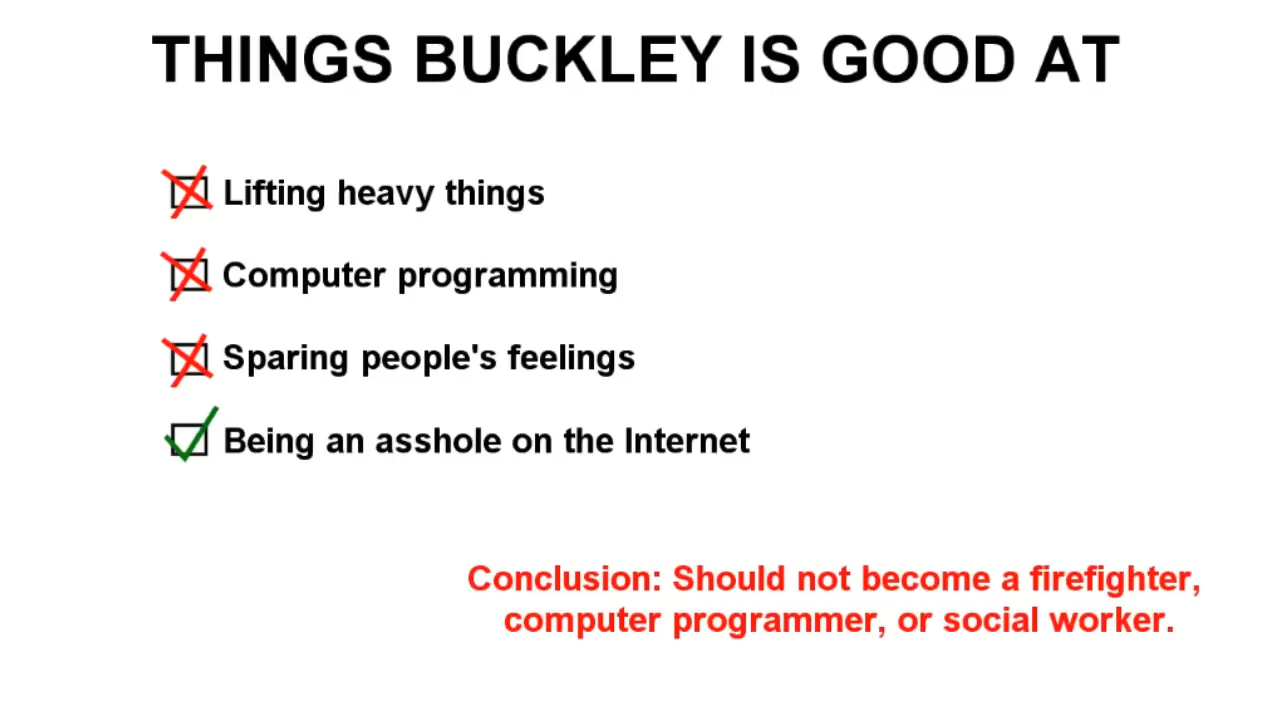 THINGS BUCKLEY IS GOOD AT
Lifting heavy things
Computer programming
Sparing people's feelings
Being an asshole on the Internet
Conclusion: Should not become a firefighter,
computer programmer, or social worker.